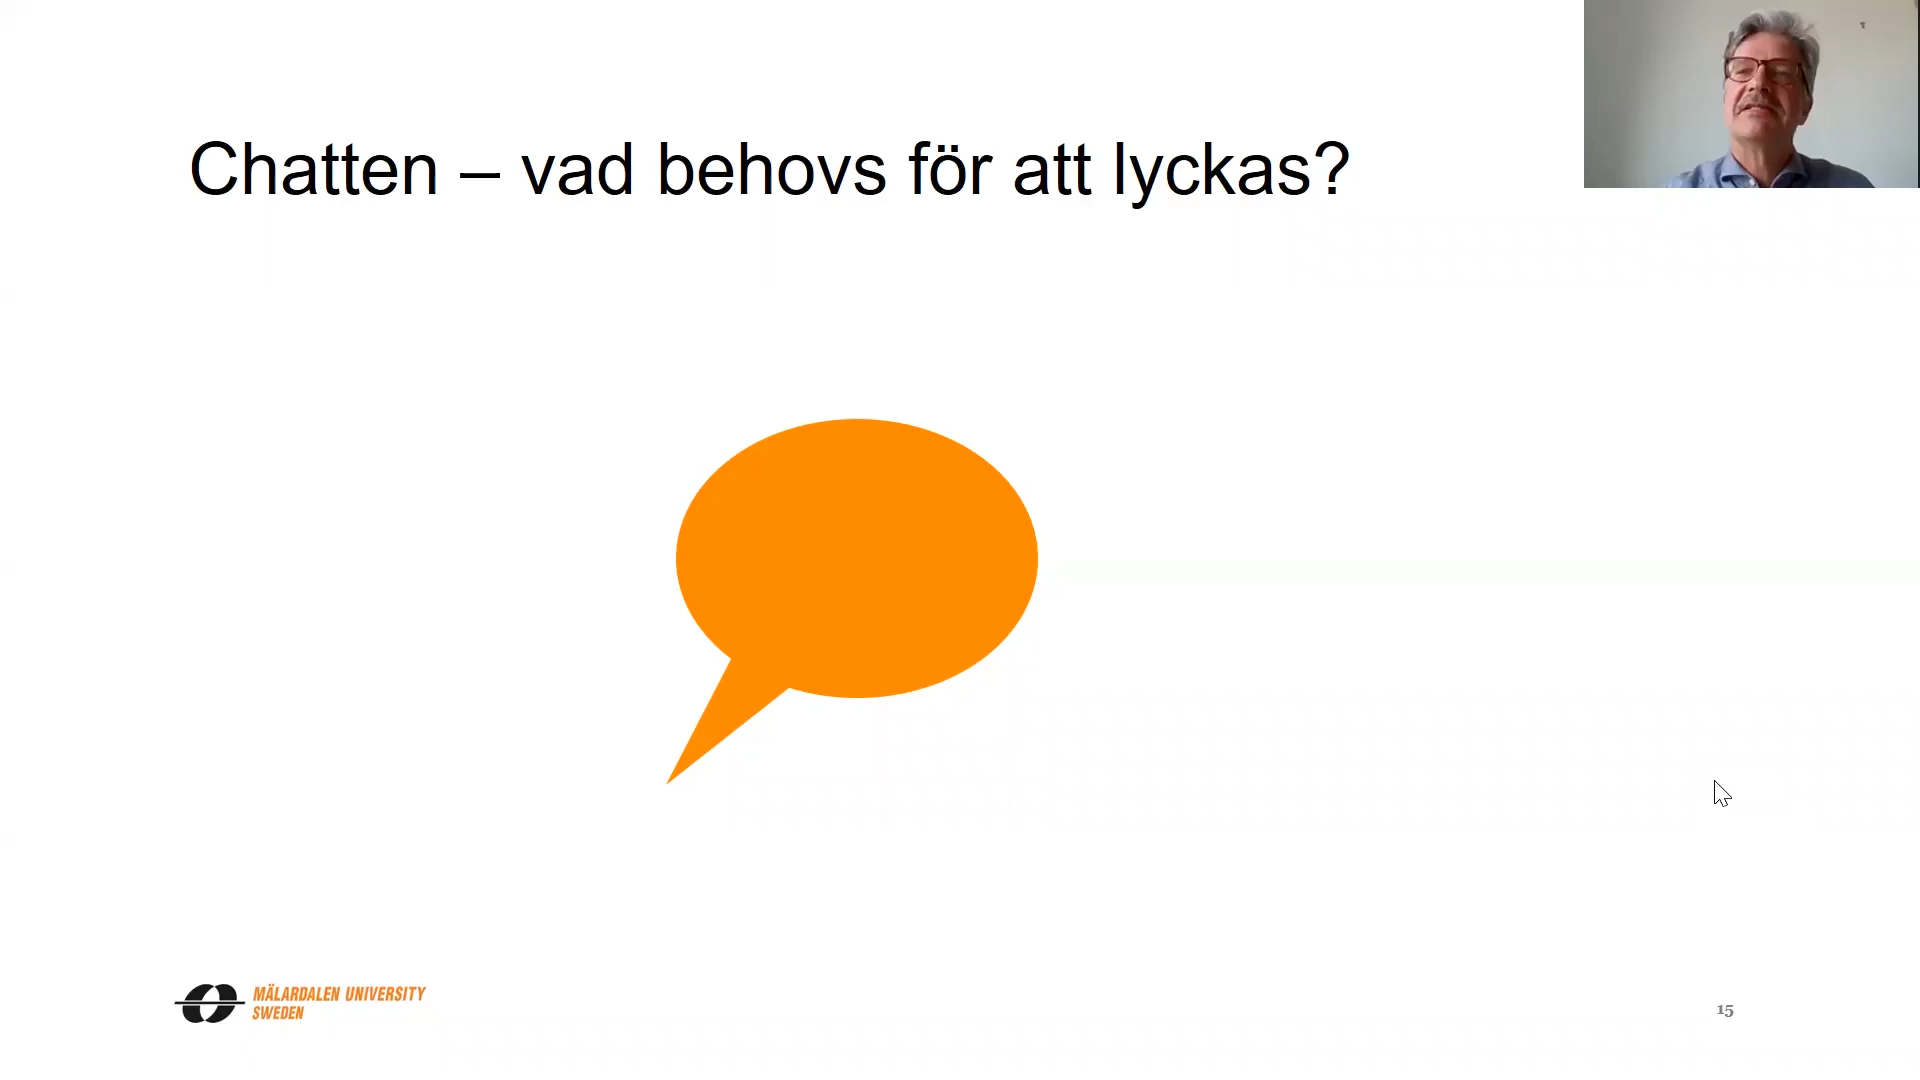 Chatten – vad behovs för att lyckas?
MÄLARDALEN UNIVERSITY
SWEDEN
15